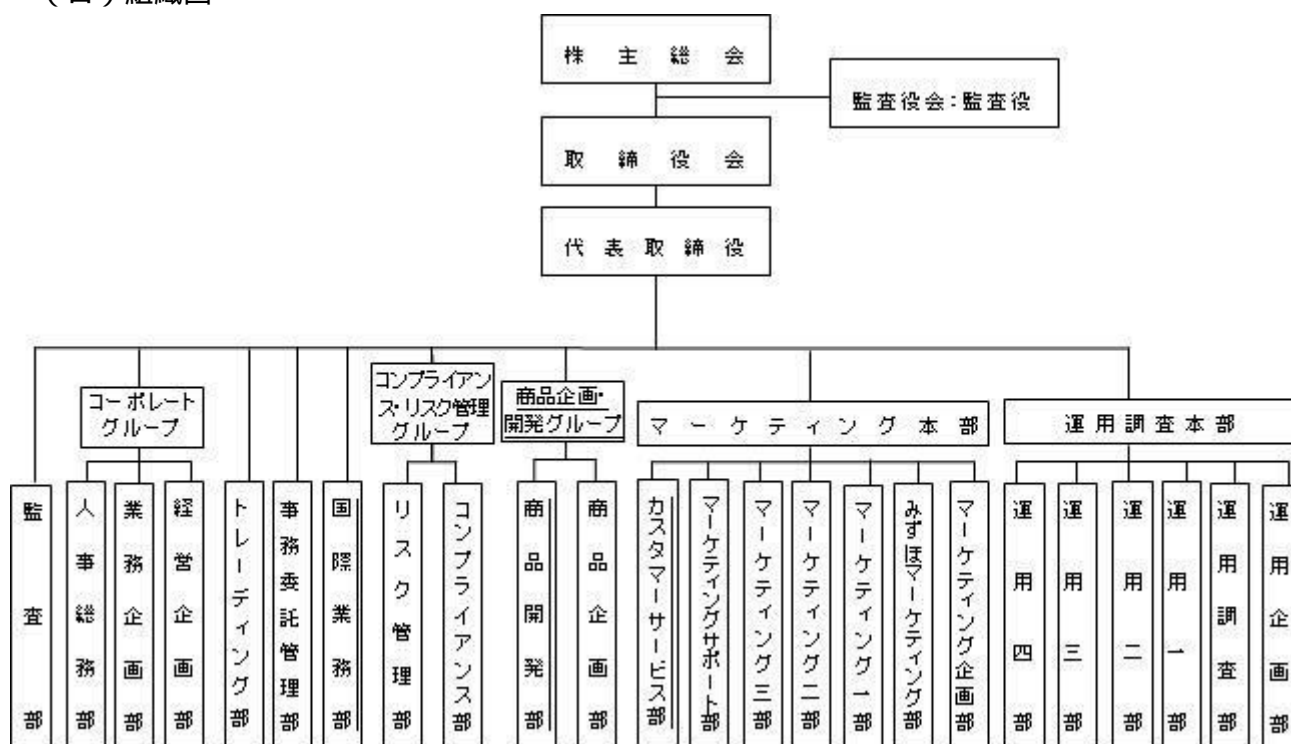 株主総会
監査役会：監査役
取締役会
代表取締役
コーポレート
グループ
コンプライアン
ス・リスク管理
グループ
商品企画・
開発グループ
マーケティング本部
運用調査本部
監査部
人事総務部
業務企画部
経営企画部
トレーディング部
事務委託管理部
国際業務部
リスク管理部
コンプライアンス部
商品開発部
商品企画部
カスタマーサービス部
マーケティングサポート部
マーケティング三部
マーケティング二部
マーケティング一部
みずほマーケティング部
マーケティング企画部
運用四部
運用三部
運用二部
運用一部
運用調査部
運用企画部